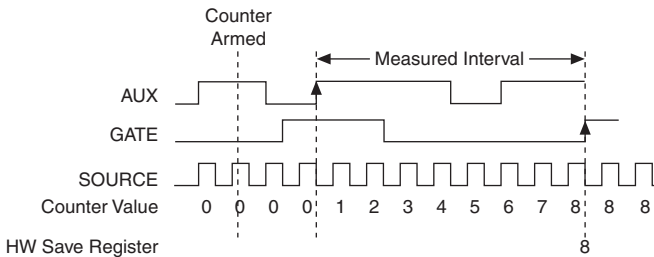 Counter
Armed
Measured Interval
AUX
GATE
SOURCE
Counter Value 0 0 0 0 1 2 3 4 5 6 7 8 8 8
HW Save Register 8